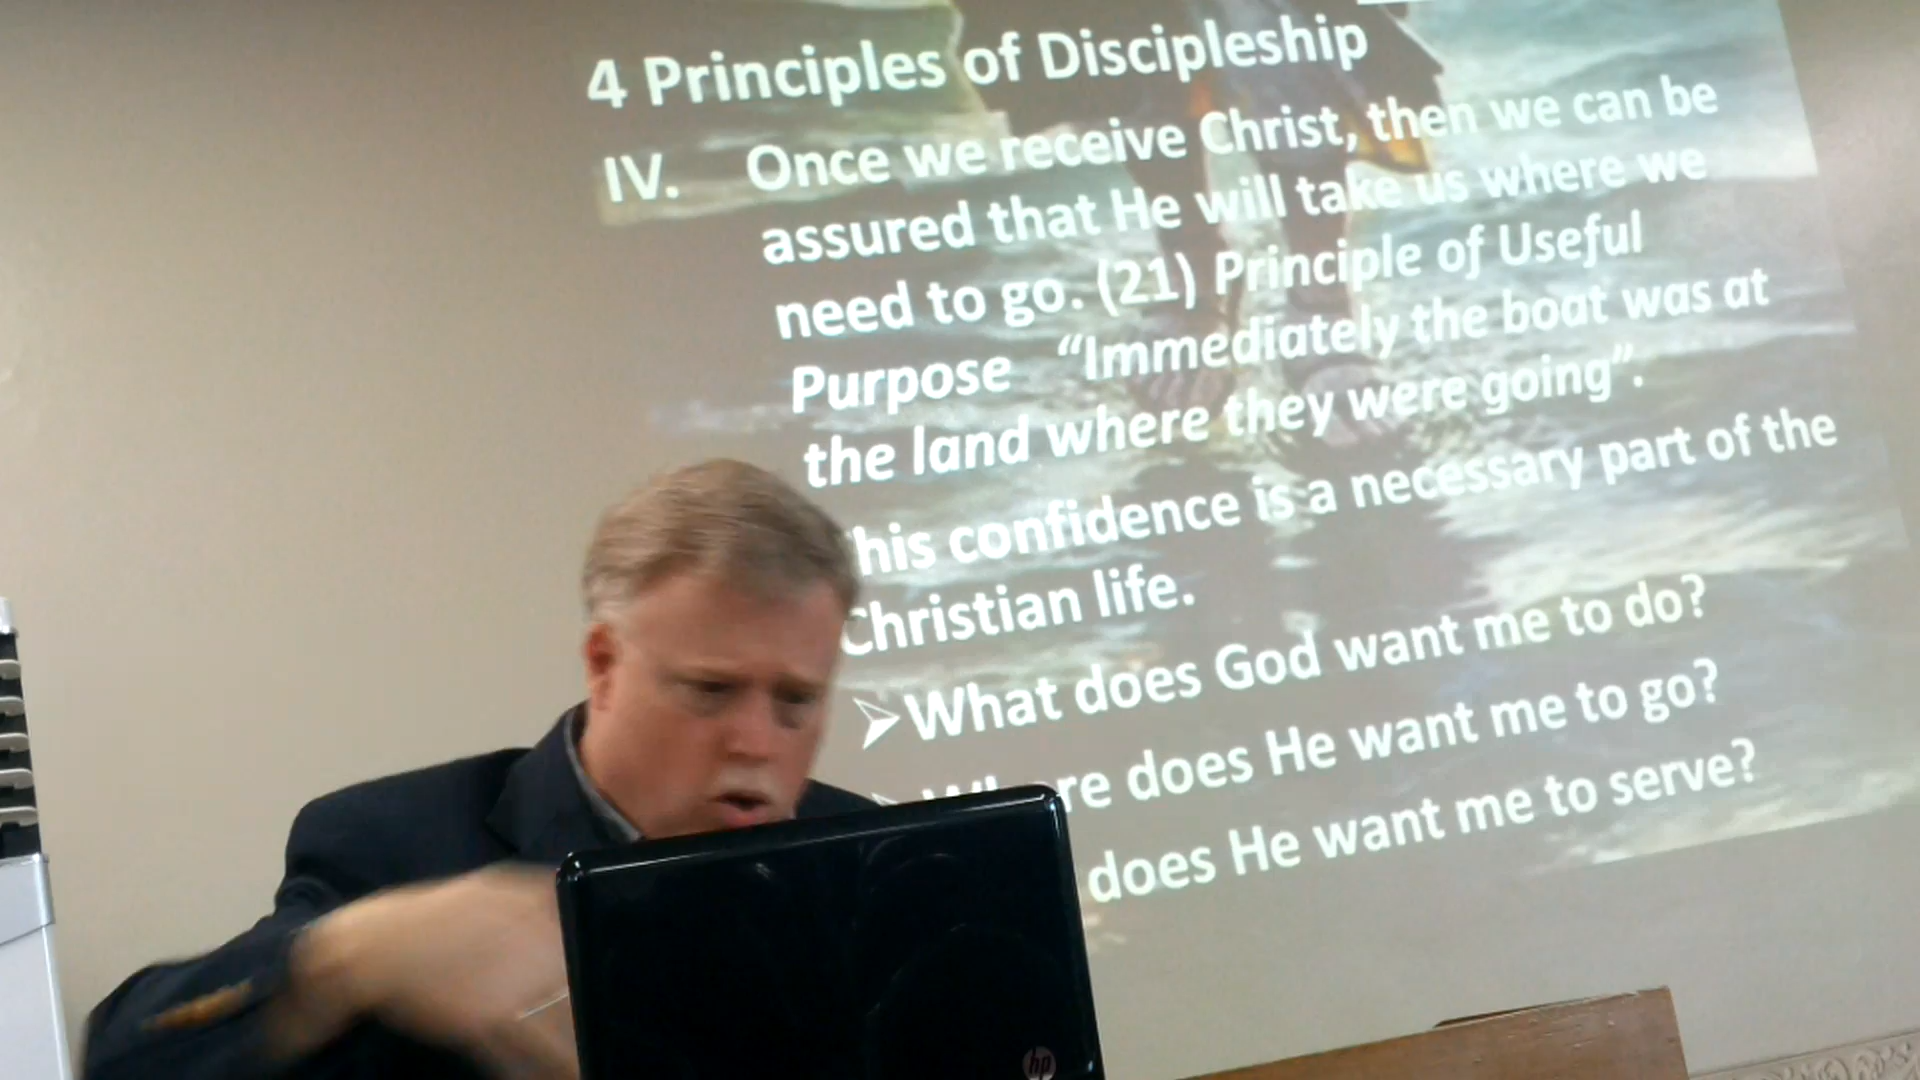 4 Principles of Discipleship
IV. Once we receive Christ, then we can be
assured that He will take us where we
need to go. (21) Principle of Useful
Purpose “Immediately the boat was at
the land where they were going”.
his confidence is a necessary part of the
Christian life.
What does God want me to do?
Where does He want me to go?
does He want me to serve?
hp